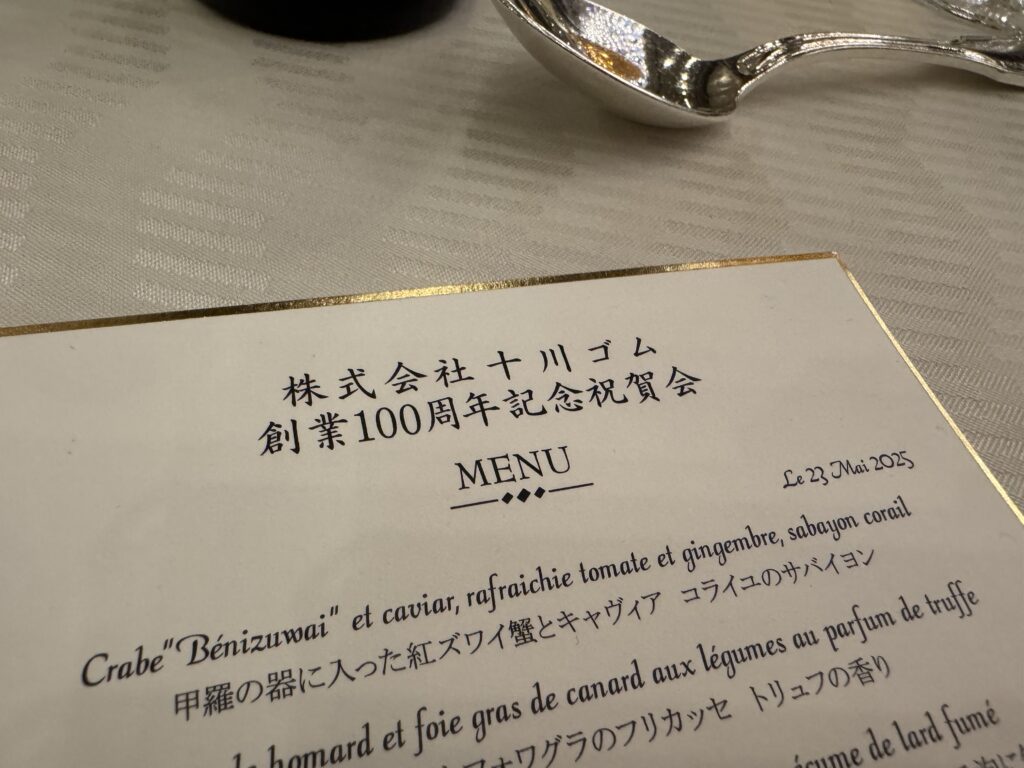 株式会社十川ゴム
創業100周年記念祝賀会
MENU
Le 23 Mai 2025
Crabe "Bénizuwai" et caviar, rafraichie tomate et gingembre, sabayon corail
甲羅の器に入った紅ズワイ蟹とキャヴィア コライユのサバイヨン
homard et foie gras de canard aux légumes au parfum de truffe
フォワグラのフリカッセ トリュフの香り
de lard fumé